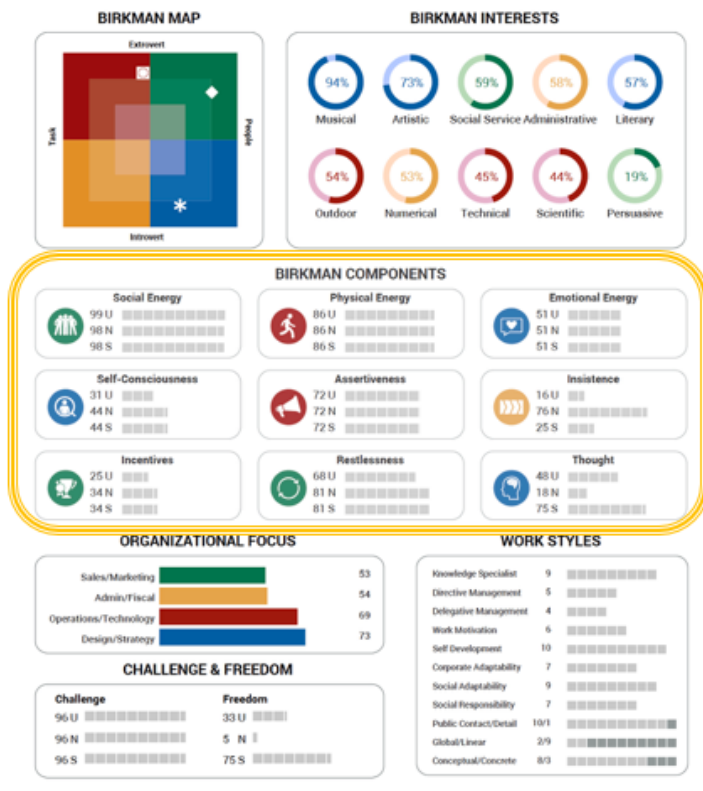 BIRKMAN MAP
Extrovert
Task
People
Introvert
BIRKMAN INTERESTS
94% 73% 59% 58% 57%
Musical Artistic Social Service Administrative Literary
54% 53% 45% 44% 19%
Outdoor Numerical Technical Scientific Persuasive
BIRKMAN COMPONENTS
Social Energy
99 U
98 N
98 S
Physical Energy
86 U
86 N
86 S
Emotional Energy
51 U
51 N
51 S
Self-Consciousness
31 U
44 N
44 S
Assertiveness
72 U
72 N
72 S
Insistence
16 U
76 N
25 S
Incentives
25 U
34 N
34 S
Restlessness
68 U
81 N
81 S
Thought
48 U
18 N
75 S
ORGANIZATIONAL FOCUS
Sales/Marketing 53
Admin/Fiscal 54
Operations/Technology 69
Design/Strategy 73
CHALLENGE & FREEDOM
Challenge
96 U
96 N
96 S
Freedom
33 U
5 N
75 S
WORK STYLES
Knowledge Specialist 9
Directive Management 5
Delegative Management 4
Work Motivation 6
Self Development 10
Corporate Adaptability 7
Social Adaptability 9
Social Responsibility 7
Public Contact/Detail 10/1
Global/Linear 2/9
Conceptual/Concrete 8/3